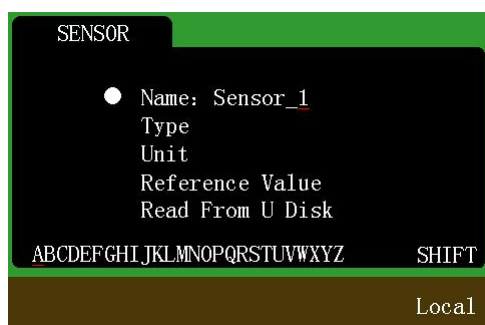 SENSOR
Name: Sensor_1
Type
Unit
Reference Value
Read From U Disk
ABCDEFGHIJKLMNOPQRSTUVWXYZ SHIFT
Local